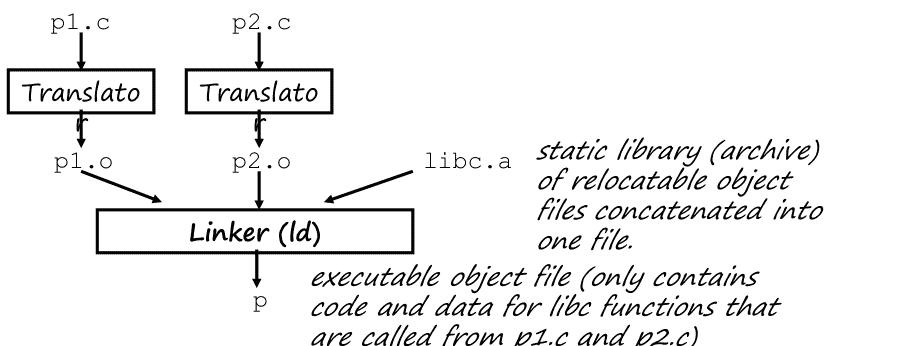 p1.c
p2.c
Translato
r
Translato
r
p1.o
p2.o
libc.a
static library (archive)
of relocatable object
files concatenated into
one file.
Linker (ld)
p
executable object file (only contains
code and data for libc functions that
are called from p1.c and p2.c)